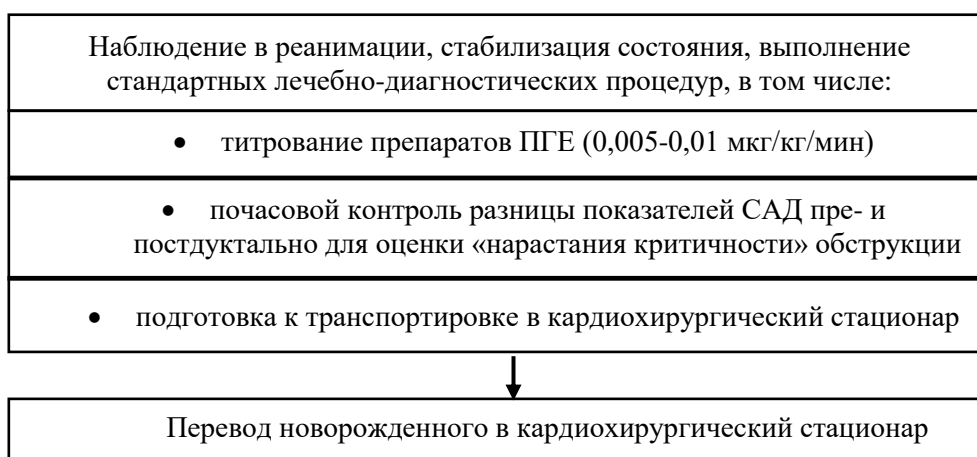 Наблюдение в реанимации, стабилизация состояния, выполнение
стандартных лечебно-диагностических процедур, в том числе:
• титрование препаратов ПГЕ (0,005-0,01 мкг/кг/мин)
• почасовой контроль разницы показателей САД пре- и
постдуктально для оценки «нарастания критичности» обструкции
• подготовка к транспортировке в кардиохирургический стационар
Перевод новорожденного в кардиохирургический стационар